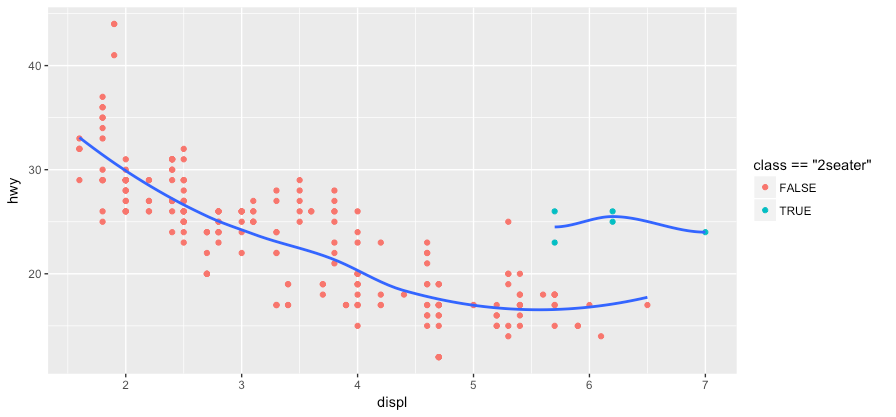 40
30
20
hwy
2 3 4 5 6 7
displ
class == "2seater"
FALSE
TRUE